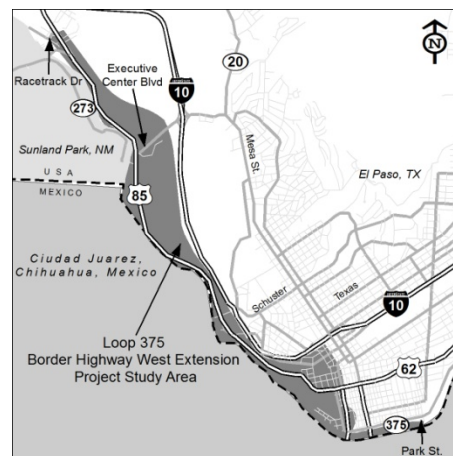 N
20
Executive
Center Blvd
Racetrack Dr
10
273
Mesa St.
Sunland Park, NM
El Paso, TX
USA
MEXICO
85
Ciudad Juarez,
Chihuahua, Mexico
Schuster
Texas
10
Loop 375
Border Highway West Extension
Project Study Area
62
375
Park St.